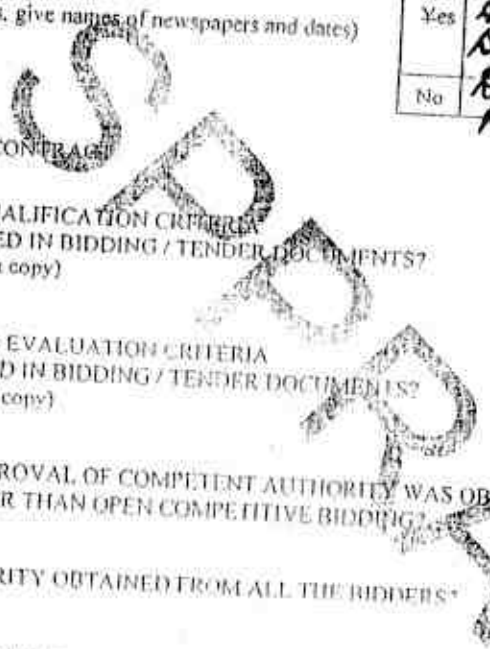 , give names of newspapers and dates)
Yes
No
CONTRACT
ALIFICATION CRITERIA
ED IN BIDDING / TENDER DOCUMENTS?
copy)
EVALUATION CRITERIA
D IN BIDDING / TENDER DOCUMENTS?
copy)
ROVAL OF COMPETENT AUTHORITY WAS OB
R THAN OPEN COMPETITIVE BIDDING?
RITY OBTAINED FROM ALL THE BIDDERS?
SPPRA